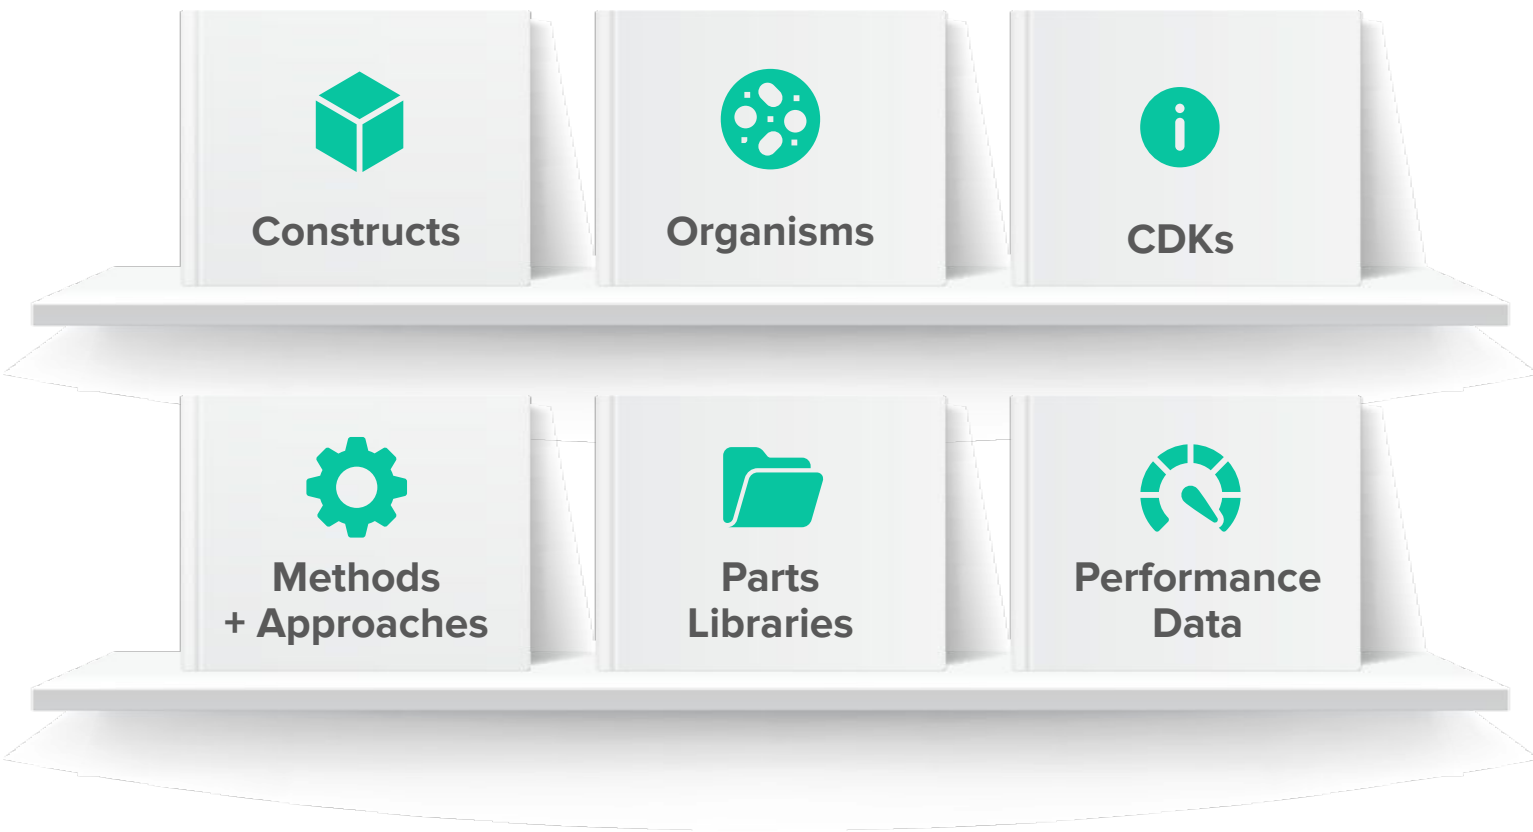 Constructs
Organisms
CDKs
Methods
+ Approaches
Parts
Libraries
Performance
Data